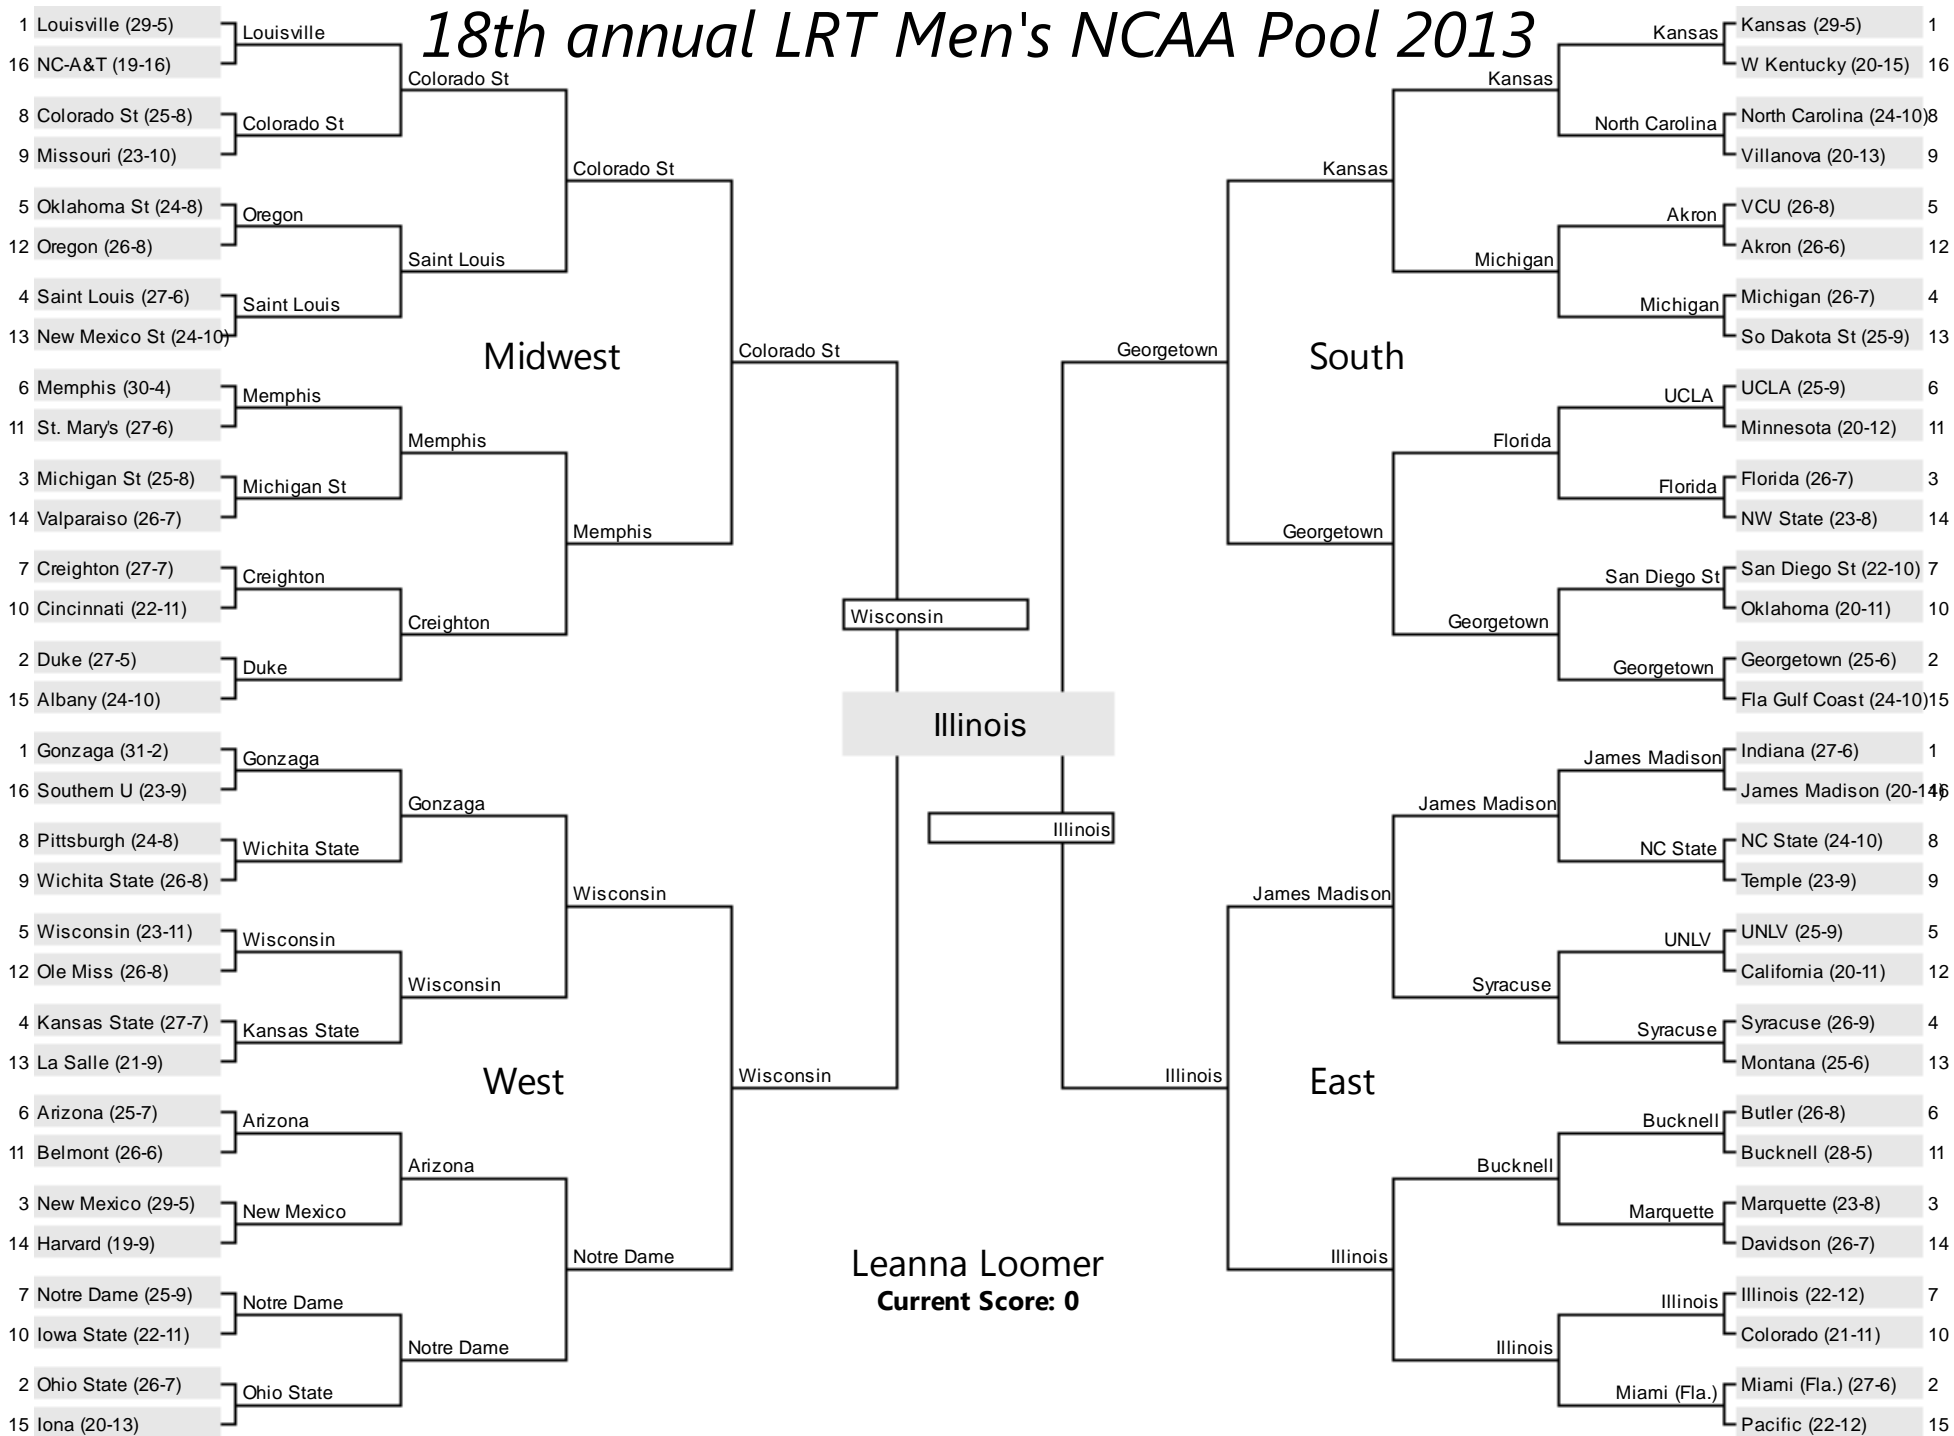 18th annual LRT Men's NCAA Pool 2013
1 Louisville (29-5)
16 NC-A&T (19-16)
8 Colorado St (25-8)
9 Missouri (23-10)
5 Oklahoma St (24-8)
12 Oregon (26-8)
4 Saint Louis (27-6)
13 New Mexico St (24-10)
6 Memphis (30-4)
11 St. Mary's (27-6)
3 Michigan St (25-8)
14 Valparaiso (26-7)
7 Creighton (27-7)
10 Cincinnati (22-11)
2 Duke (27-5)
15 Albany (24-10)
Louisville
Colorado St
Oregon
Saint Louis
Memphis
Michigan St
Creighton
Duke
Colorado St
Saint Louis
Memphis
Creighton
Colorado St
Memphis
Colorado St
Midwest
1 Gonzaga (31-2)
16 Southern U (23-9)
8 Pittsburgh (24-8)
9 Wichita State (26-8)
5 Wisconsin (23-11)
12 Ole Miss (26-8)
4 Kansas State (27-7)
13 La Salle (21-9)
6 Arizona (25-7)
11 Belmont (26-6)
3 New Mexico (29-5)
14 Harvard (19-9)
7 Notre Dame (25-9)
10 Iowa State (22-11)
2 Ohio State (26-7)
15 Iona (20-13)
Gonzaga
Wichita State
Wisconsin
Kansas State
Arizona
New Mexico
Notre Dame
Ohio State
Gonzaga
Wisconsin
Arizona
Notre Dame
Wisconsin
Notre Dame
Wisconsin
West
Wisconsin
Illinois
Illinois
Leanna Loomer
Current Score: 0
Kansas (29-5) 1
W Kentucky (20-15) 16
North Carolina (24-10) 8
Villanova (20-13) 9
VCU (26-8) 5
Akron (26-6) 12
Michigan (26-7) 4
So Dakota St (25-9) 13
UCLA (25-9) 6
Minnesota (20-12) 11
Florida (26-7) 3
NW State (23-8) 14
San Diego St (22-10) 7
Oklahoma (20-11) 10
Georgetown (25-6) 2
Fla Gulf Coast (24-10) 15
Kansas
North Carolina
Akron
Michigan
UCLA
Florida
San Diego St
Georgetown
Kansas
Michigan
Florida
Georgetown
Kansas
Georgetown
Georgetown
South
Indiana (27-6) 1
James Madison (20-14) 16
NC State (24-10) 8
Temple (23-9) 9
UNLV (25-9) 5
California (20-11) 12
Syracuse (26-9) 4
Montana (25-6) 13
Butler (26-8) 6
Bucknell (28-5) 11
Marquette (23-8) 3
Davidson (26-7) 14
Illinois (22-12) 7
Colorado (21-11) 10
Miami (Fla.) (27-6) 2
Pacific (22-12) 15
James Madison
NC State
UNLV
Syracuse
Bucknell
Marquette
Illinois
Miami (Fla.)
James Madison
Syracuse
Bucknell
Illinois
James Madison
Illinois
Illinois
East